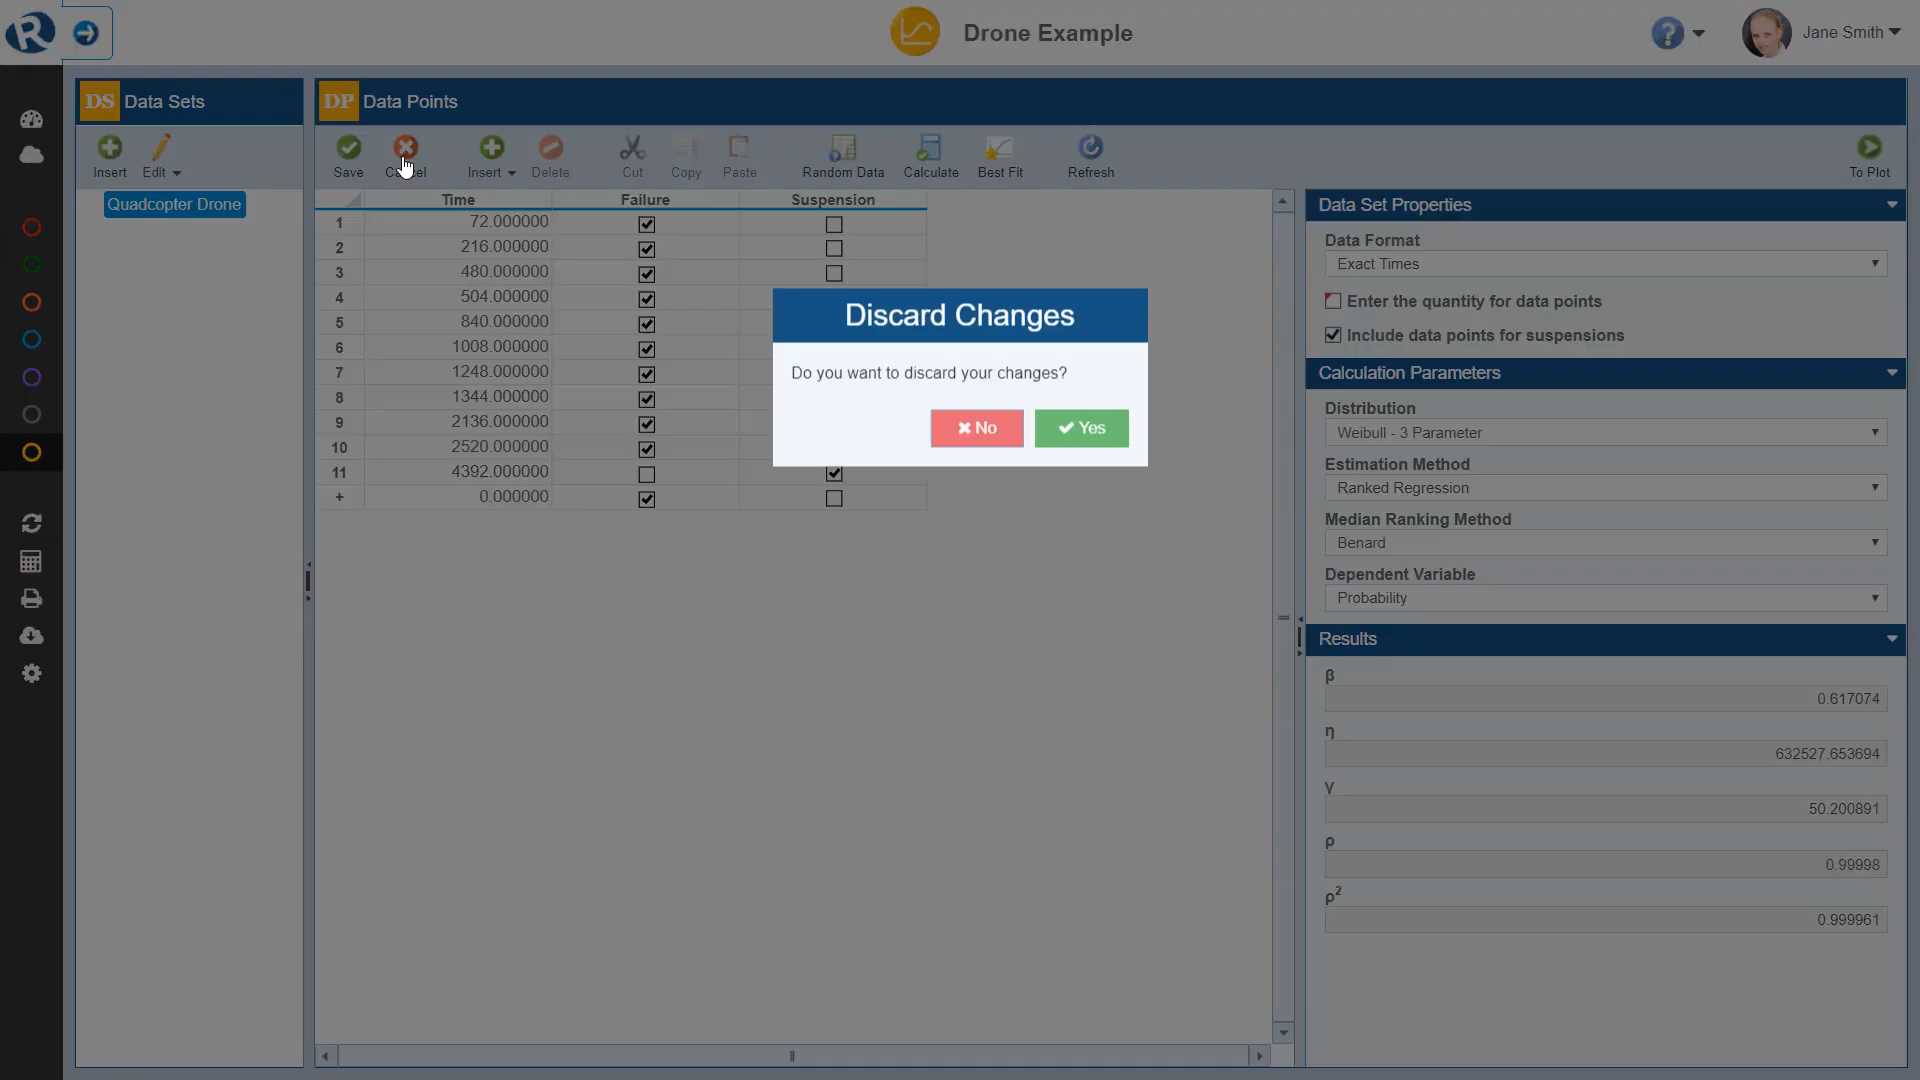 R
Drone Example
?
Jane Smith
DS Data Sets
Insert
Edit
Quadcopter Drone
DP Data Points
Save
Insert
Delete
Cut
Copy
Paste
Random Data
Calculate
Best Fit
Refresh
To Plot
Time Failure Suspension
1 72.000000
2 216.000000
3 480.000000
4 504.000000
5 840.000000
6 1008.000000
7 1248.000000
8 1344.000000
9 2136.000000
10 2520.000000
11 4392.000000
+ 0.000000
Discard Changes
Do you want to discard your changes?
No
Yes
Data Set Properties
Data Format
Exact Times
Enter the quantity for data points
Include data points for suspensions
Calculation Parameters
Distribution
Weibull - 3 Parameter
Estimation Method
Ranked Regression
Median Ranking Method
Benard
Dependent Variable
Probability
Results
β
0.617074
η
632527.653694
γ
50.200891
ρ
0.99998
ρ²
0.999961